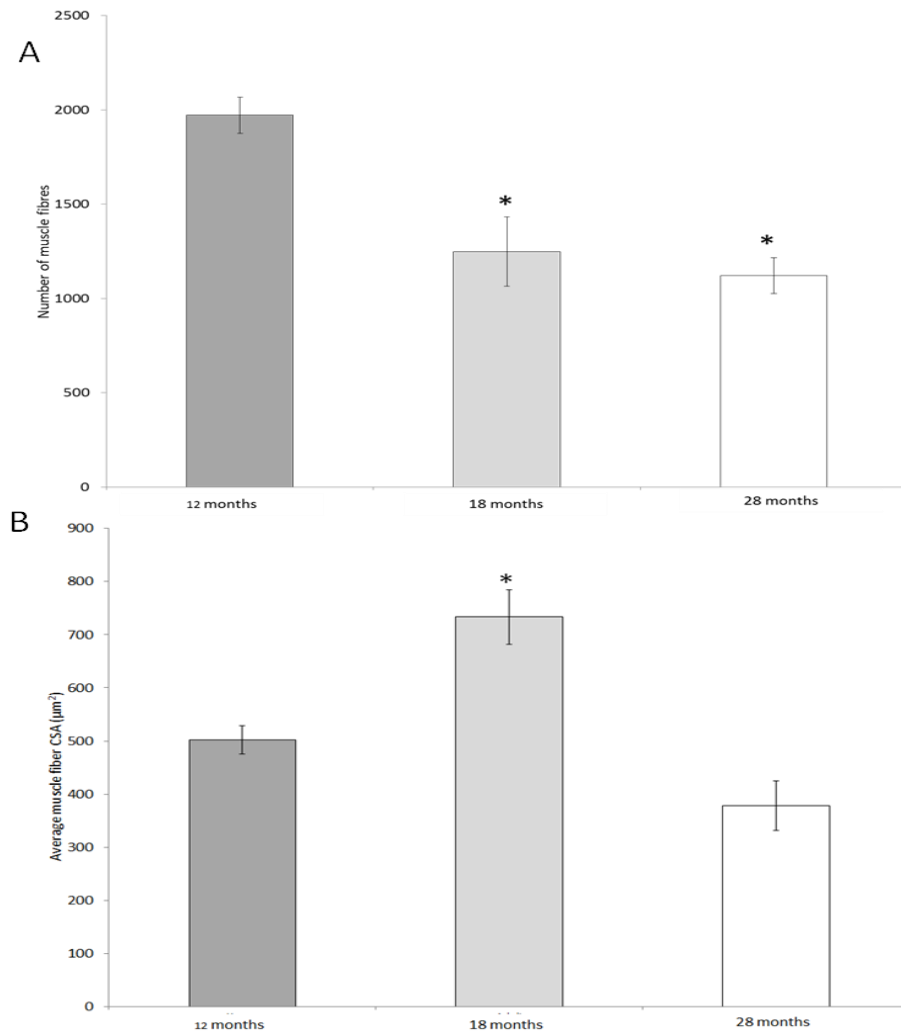 A
Number of muscle fibres
2500
2000
1500
1000
500
0
*
*
12 months
18 months
28 months
B
Average muscle fiber CSA (µm²)
900
800
700
600
500
400
300
200
100
0
*
12 months
18 months
28 months